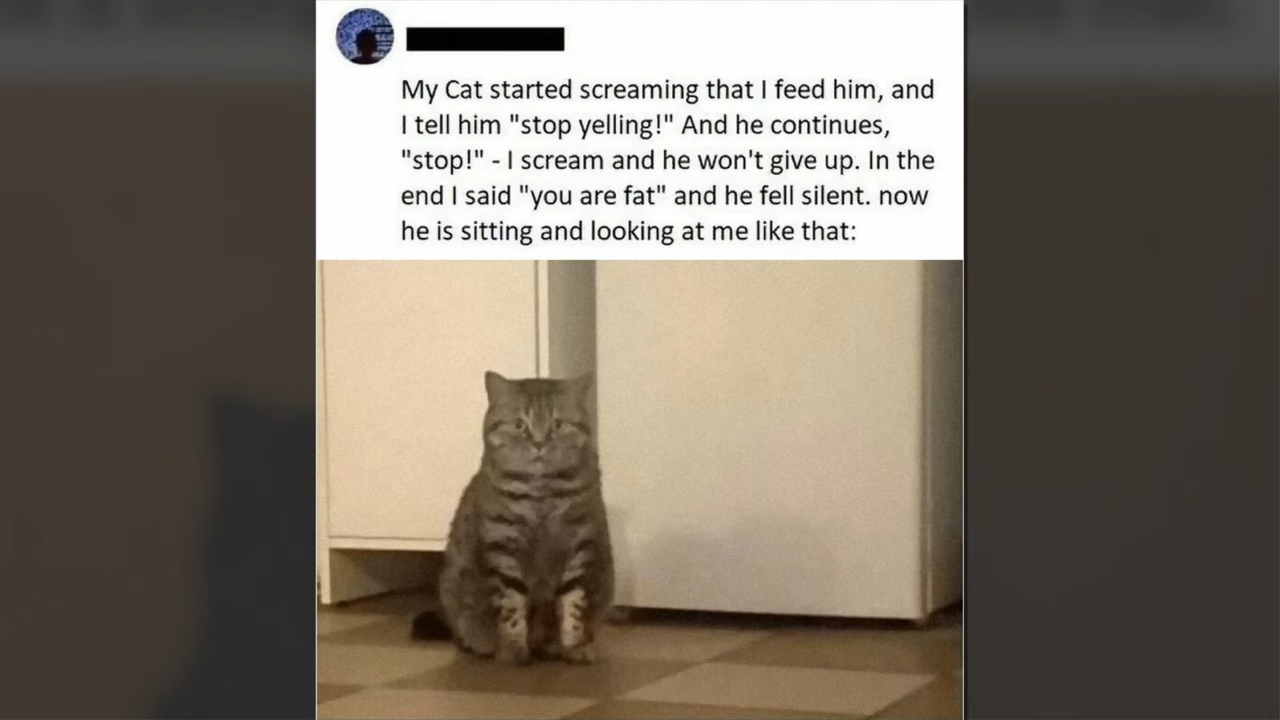 My Cat started screaming that I feed him, and
I tell him "stop yelling!" And he continues,
"stop!" - I scream and he won't give up. In the
end I said "you are fat" and he fell silent. now
he is sitting and looking at me like that: